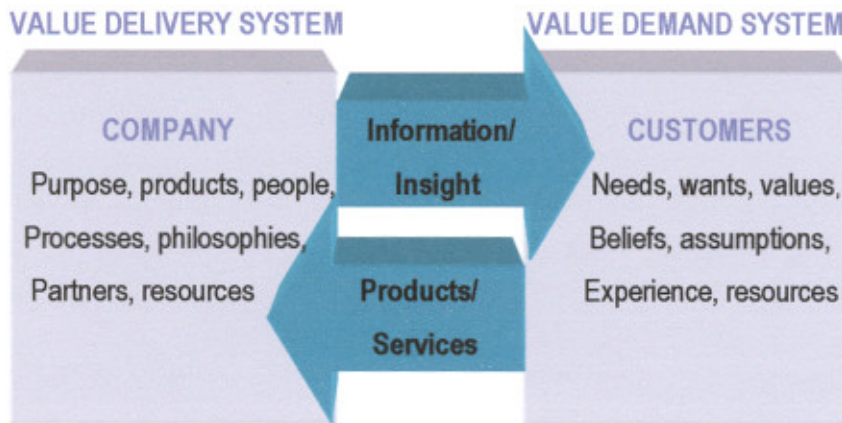 VALUE DELIVERY SYSTEM
VALUE DEMAND SYSTEM
COMPANY
Purpose, products, people,
Processes, philosophies,
Partners, resources
Information/
Insight
Products/
Services
CUSTOMERS
Needs, wants, values,
Beliefs, assumptions,
Experience, resources